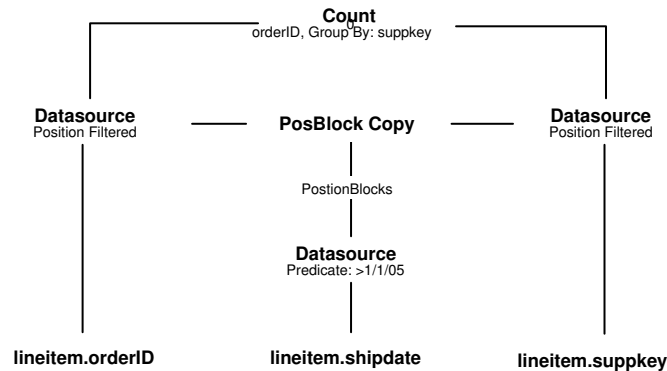 Count
0
orderID, Group By: suppkey
Datasource
Position Filtered
PosBlock Copy
Datasource
Position Filtered
PostionBlocks
Datasource
Predicate: >1/1/05
lineitem.orderID
lineitem.shipdate
lineitem.suppkey